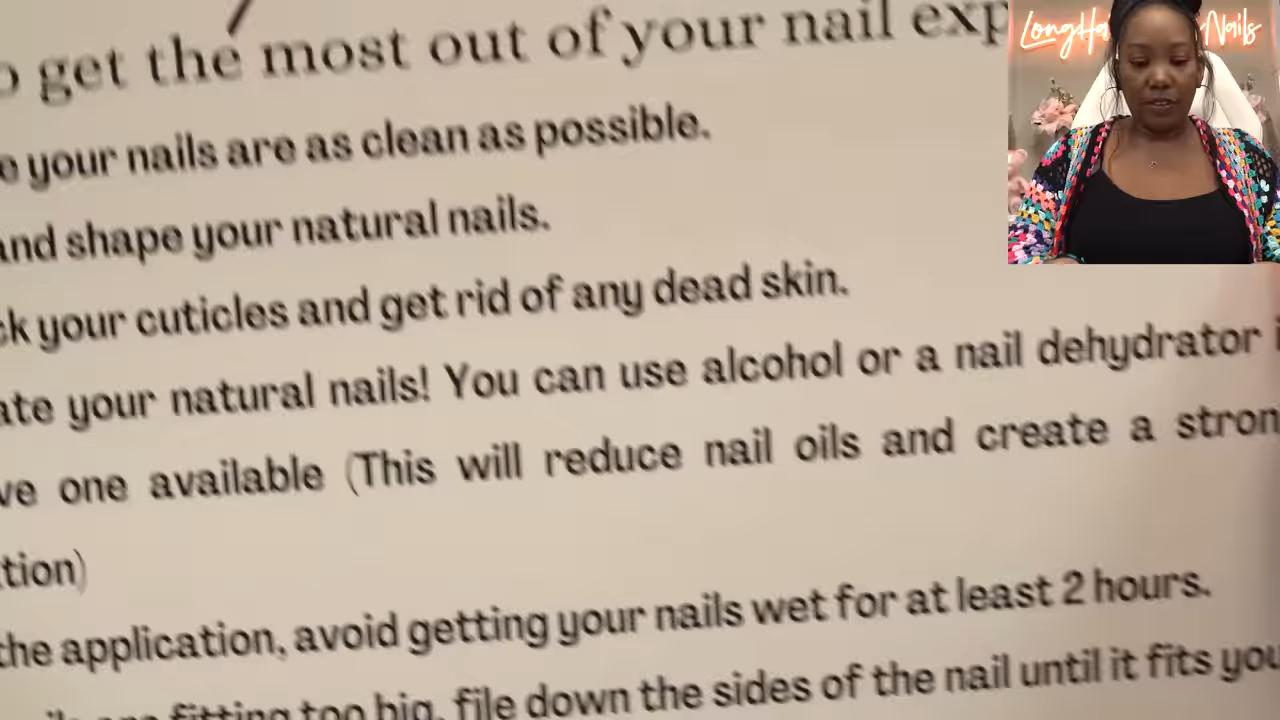 get the most out of your nail exp
your nails are as clean as possible.
and shape your natural nails.
ck your cuticles and get rid of any dead skin.
ate your natural nails! You can use alcohol or a nail dehydrator i
ve one available (This will reduce nail oils and create a stron
tion)
the application, avoid getting your nails wet for at least 2 hours.
fitting too big, file down the sides of the nail until it fits you
LongHa Nails